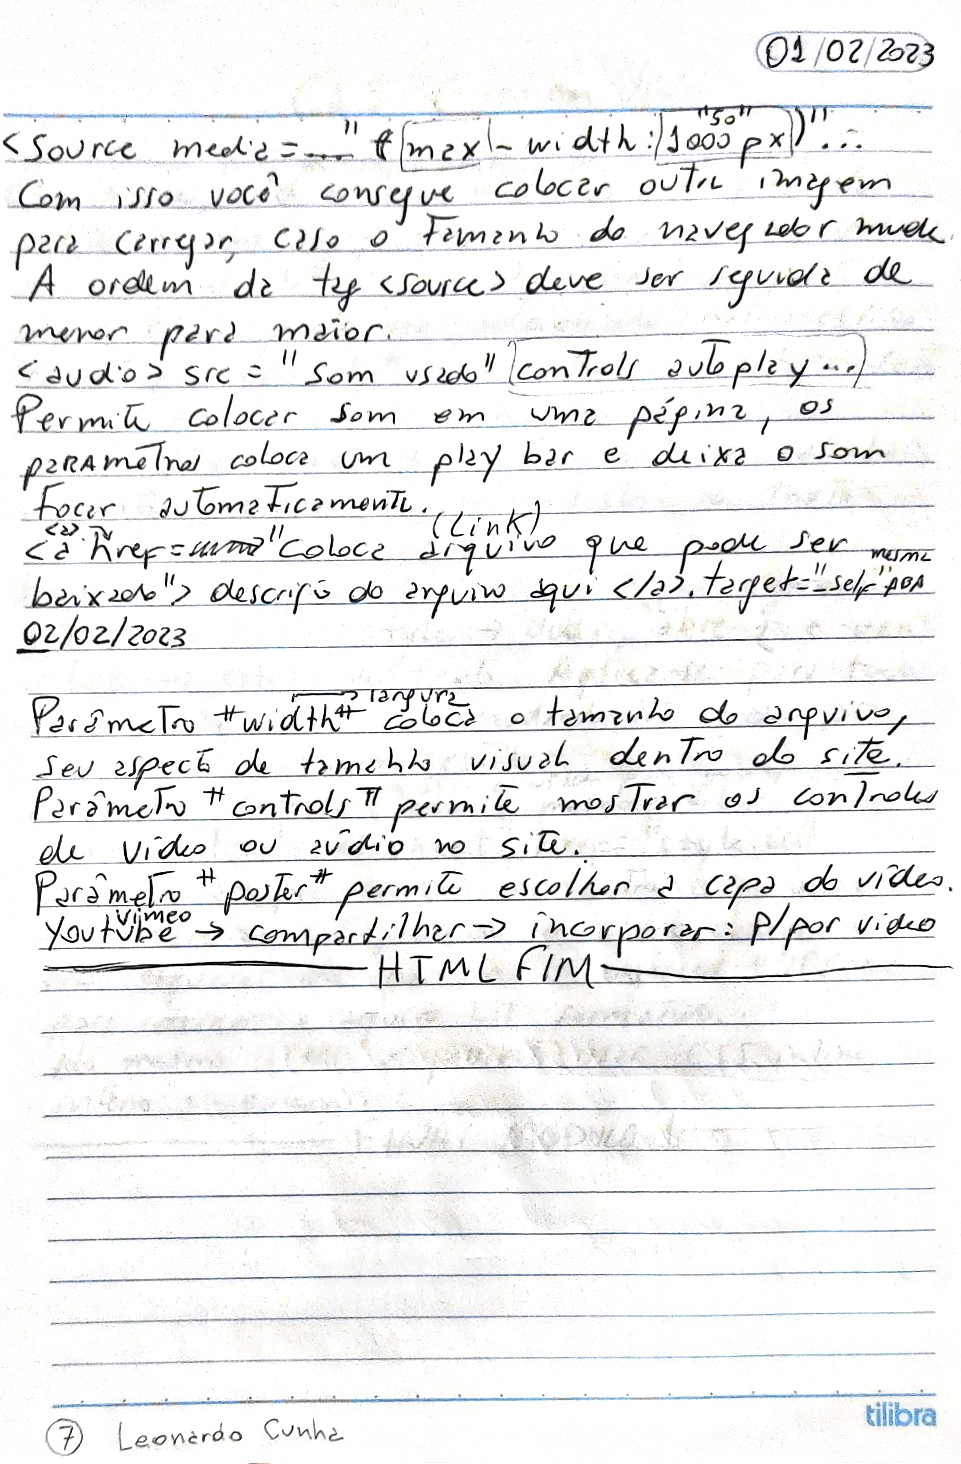 01/02/2023
"50"
<source media=...." ([max]-width:[1000px])"...
Com isso você consegue colocar outra imagem
para carregar, caso o tamanho do navegador mude.
A ordem da tag <source> deve ser seguida de
menor para maior.
<audio> src = "som usado" [controls autoplay...]
Permite colocar som em uma página, os
parametros coloca um play bar e deixa o som
tocar automaticamente.
<a> (Link)
<a href= "coloca arquivo que pode ser mesma
baixado"> descrição do arquivo aqui </a>. target="_self" ABA
02/02/2023
→ largura
Parâmetro #width# coloca o tamanho do arquivo,
seu aspecto de tamanho visual dentro do site.
Parâmetro #controls# permite mostrar os controles
de vídeo ou aúdio no site.
Parâmetro #poster# permite escolher a capa do vídeo.
Vimeo
Youtube → compartilhar → incorporar: p/por video
HTML FIM
tilibra
7 Leonardo Cunha